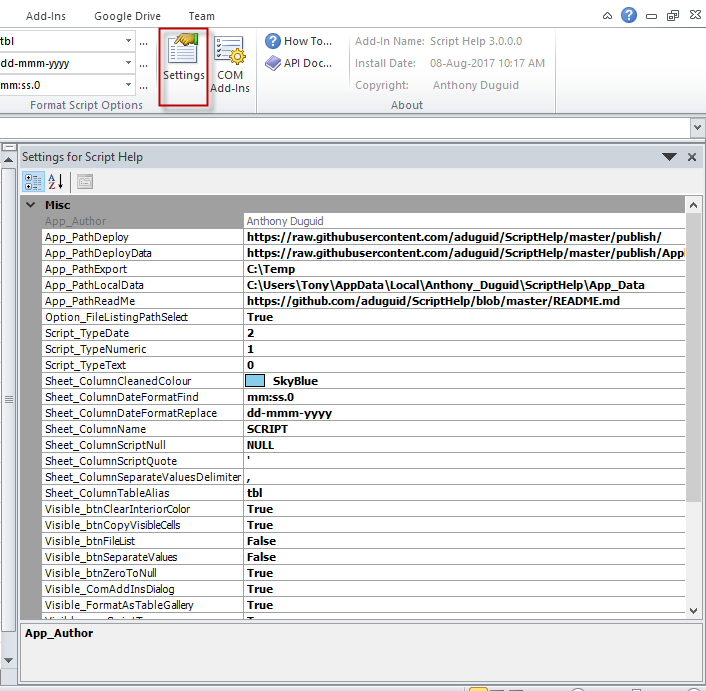 Add-Ins Google Drive Team
tbl ... How To... Add-In Name: Script Help 3.0.0.0
dd-mmm-yyyy ... Settings COM Add-Ins API Doc... Install Date: 08-Aug-2017 10:17 AM
mm:ss.0 ... Copyright: Anthony Duguid
Format Script Options About
Settings for Script Help
A Z
Misc
App_Author Anthony Duguid
App_PathDeploy https://raw.githubusercontent.com/aduguid/ScriptHelp/master/publish/
App_PathDeployData https://raw.githubusercontent.com/aduguid/ScriptHelp/master/publish/App
App_PathExport C:\Temp
App_PathLocalData C:\Users\Tony\AppData\Local\Anthony_Duguid\ScriptHelp\App_Data
App_PathReadMe https://github.com/aduguid/ScriptHelp/blob/master/README.md
Option_FileListingPathSelect True
Script_TypeDate 2
Script_TypeNumeric 1
Script_TypeText 0
Sheet_ColumnCleanedColour SkyBlue
Sheet_ColumnDateFormatFind mm:ss.0
Sheet_ColumnDateFormatReplace dd-mmm-yyyy
Sheet_ColumnName SCRIPT
Sheet_ColumnScriptNull NULL
Sheet_ColumnScriptQuote '
Sheet_ColumnSeparateValuesDelimiter ,
Sheet_ColumnTableAlias tbl
Visible_btnClearInteriorColor True
Visible_btnCopyVisibleCells True
Visible_btnFileList False
Visible_btnSeparateValues False
Visible_btnZeroToNull True
Visible_ComAddInsDialog True
Visible_FormatAsTableGallery True
App_Author